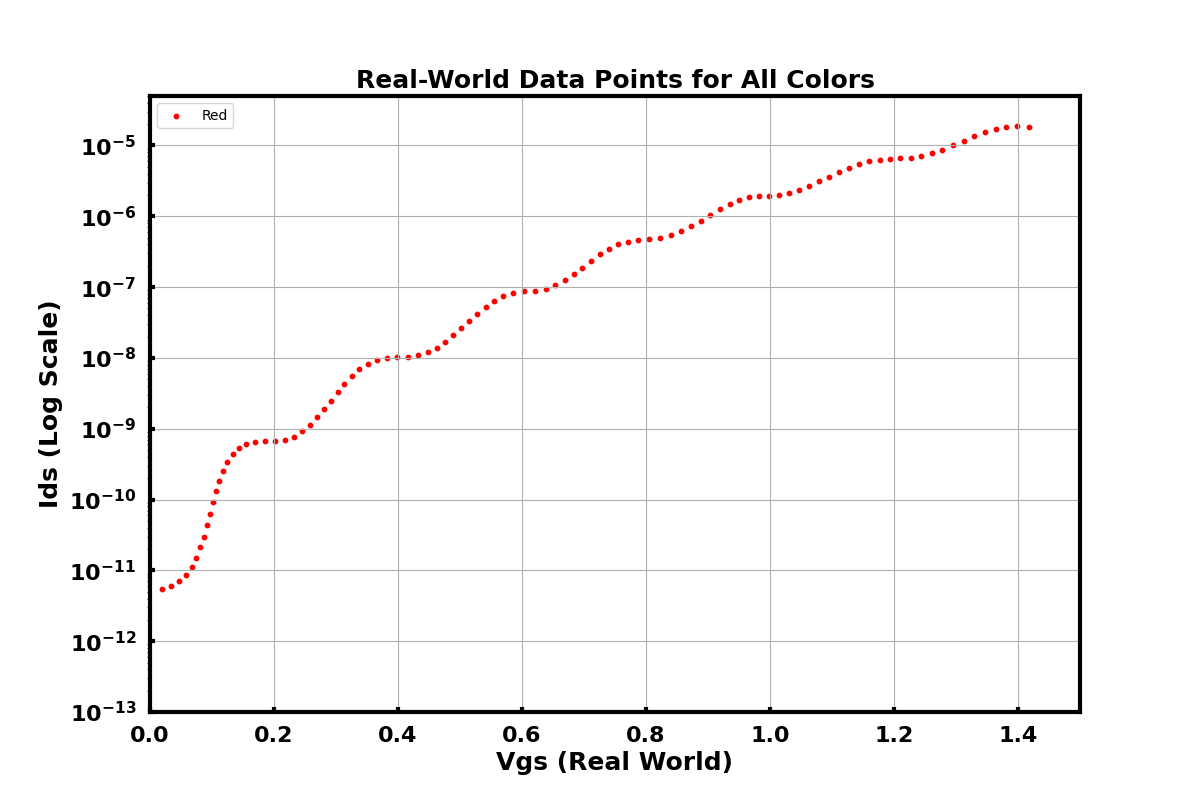 Real-World Data Points for All Colors
Red
10⁻⁵
10⁻⁶
10⁻⁷
10⁻⁸
10⁻⁹
10⁻¹⁰
10⁻¹¹
10⁻¹²
10⁻¹³
Ids (Log Scale)
0.0 0.2 0.4 0.6 0.8 1.0 1.2 1.4
Vgs (Real World)